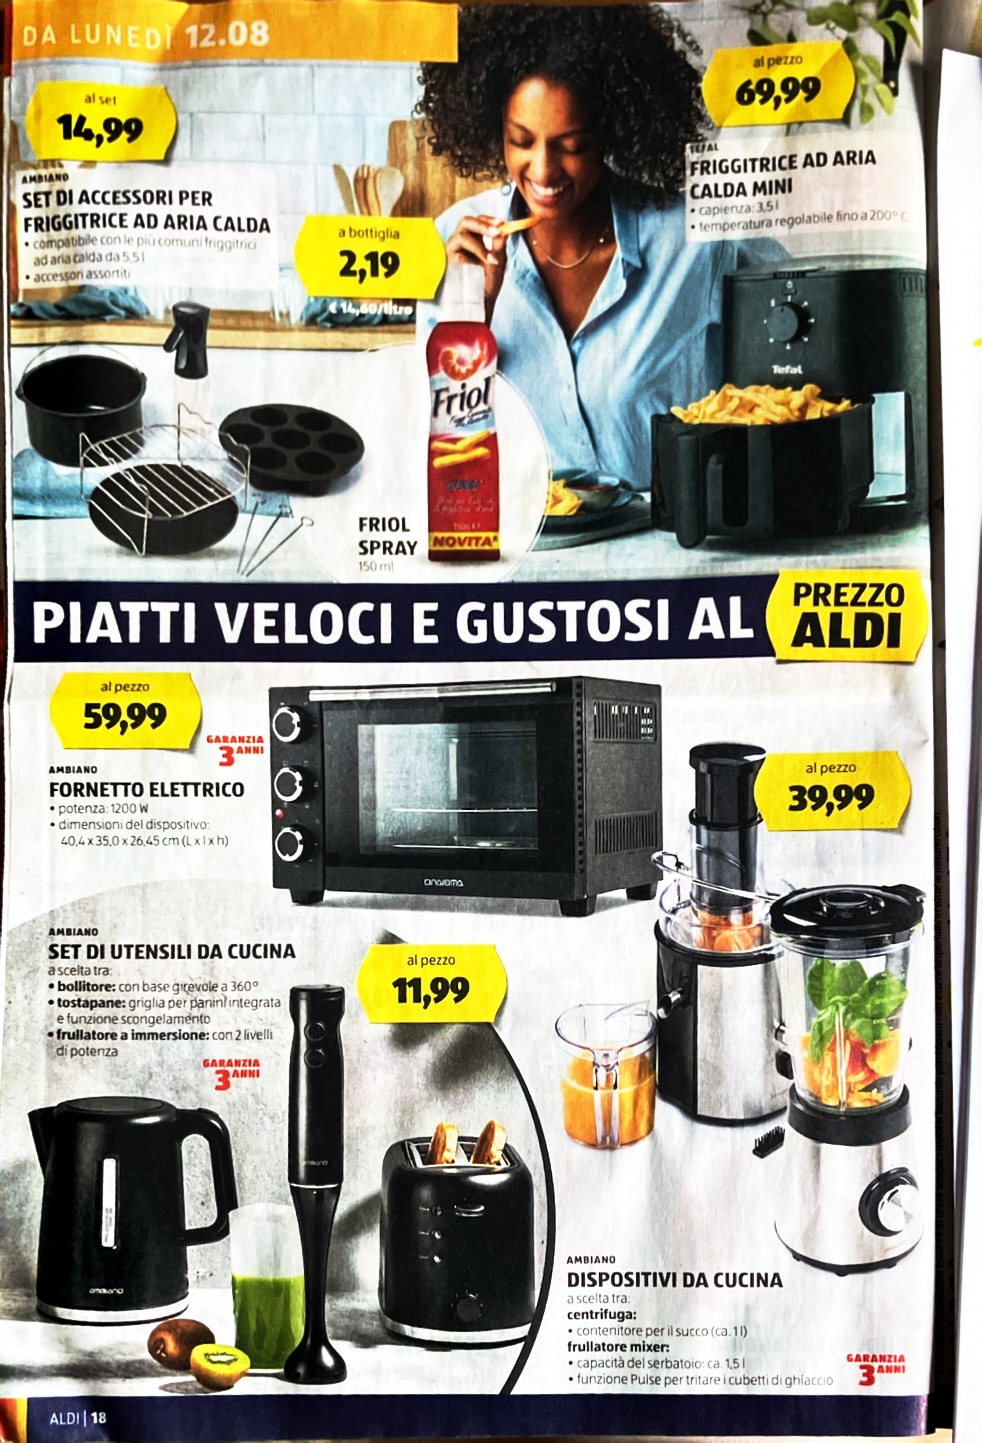 DA LUNEDÌ 12.08
al set
14,99
AMBIANO
SET DI ACCESSORI PER
FRIGGITRICE AD ARIA CALDA
• compatibile con le più comuni friggitrici
ad aria calda da 5,5 l
• accessori assortiti
a bottiglia
2,19
€ 14,60/litro
al pezzo
69,99
TEFAL
FRIGGITRICE AD ARIA
CALDA MINI
• capienza: 3,5 l
• temperatura regolabile fino a 200° C
Tefal
Friol
NOVITA'
FRIOL
SPRAY
150 ml
PIATTI VELOCI E GUSTOSI AL
PREZZO
ALDI
al pezzo
59,99
GARANZIA
3 ANNI
AMBIANO
FORNETTO ELETTRICO
• potenza: 1200 W
• dimensioni del dispositivo:
40,4 x 35,0 x 26,45 cm (L x l x h)
ambiano
al pezzo
39,99
AMBIANO
SET DI UTENSILI DA CUCINA
a scelta tra:
• bollitore: con base girevole a 360°
• tostapane: griglia per panini integrata
e funzione scongelamento
• frullatore a immersione: con 2 livelli
di potenza
GARANZIA
3 ANNI
al pezzo
11,99
ambiano
ambiano
AMBIANO
DISPOSITIVI DA CUCINA
a scelta tra:
centrifuga:
• contenitore per il succo (ca. 1 l)
frullatore mixer:
• capacità del serbatoio: ca. 1,5 l
• funzione Pulse per tritare i cubetti di ghiaccio
GARANZIA
3 ANNI
ALDI | 18